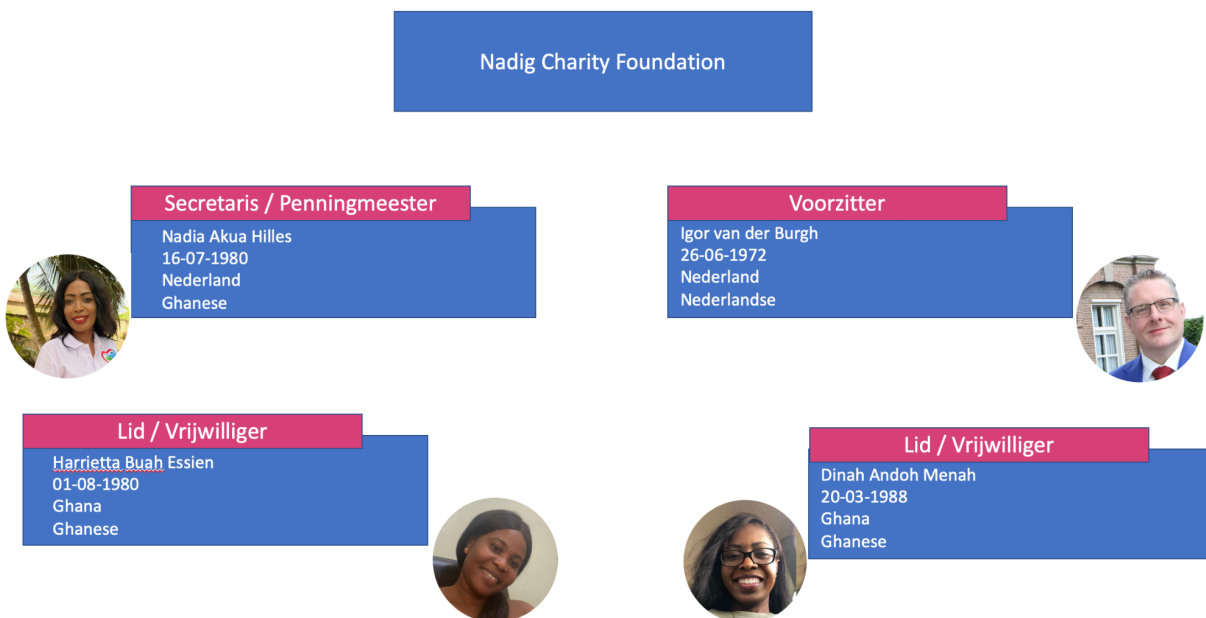 Nadig Charity Foundation
Secretaris / Penningmeester
Nadia Akua Hilles
16-07-1980
Nederland
Ghanese
Voorzitter
Igor van der Burgh
26-06-1972
Nederland
Nederlandse
Lid / Vrijwilliger
Harrietta Buah Essien
01-08-1980
Ghana
Ghanese
Lid / Vrijwilliger
Dinah Andoh Menah
20-03-1988
Ghana
Ghanese